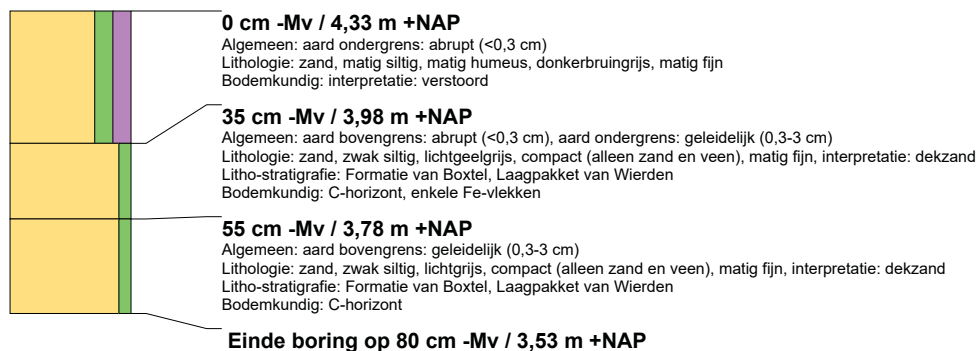 0 cm -Mv / 4,33 m +NAP
Algemeen: aard ondergrens: abrupt (<0,3 cm)
Lithologie: zand, matig siltig, matig humeus, donkerbruingrijs, matig fijn
Bodemkundig: interpretatie: verstoord
35 cm -Mv / 3,98 m +NAP
Algemeen: aard bovengrens: abrupt (<0,3 cm), aard ondergrens: geleidelijk (0,3-3 cm)
Lithologie: zand, zwak siltig, lichtgeelgrijs, compact (alleen zand en veen), matig fijn, interpretatie: dekzand
Litho-stratigrafie: Formatie van Boxtel, Laagpakket van Wierden
Bodemkundig: C-horizont, enkele Fe-vlekken
55 cm -Mv / 3,78 m +NAP
Algemeen: aard bovengrens: geleidelijk (0,3-3 cm)
Lithologie: zand, zwak siltig, lichtgrijs, compact (alleen zand en veen), matig fijn, interpretatie: dekzand
Litho-stratigrafie: Formatie van Boxtel, Laagpakket van Wierden
Bodemkundig: C-horizont
Einde boring op 80 cm -Mv / 3,53 m +NAP